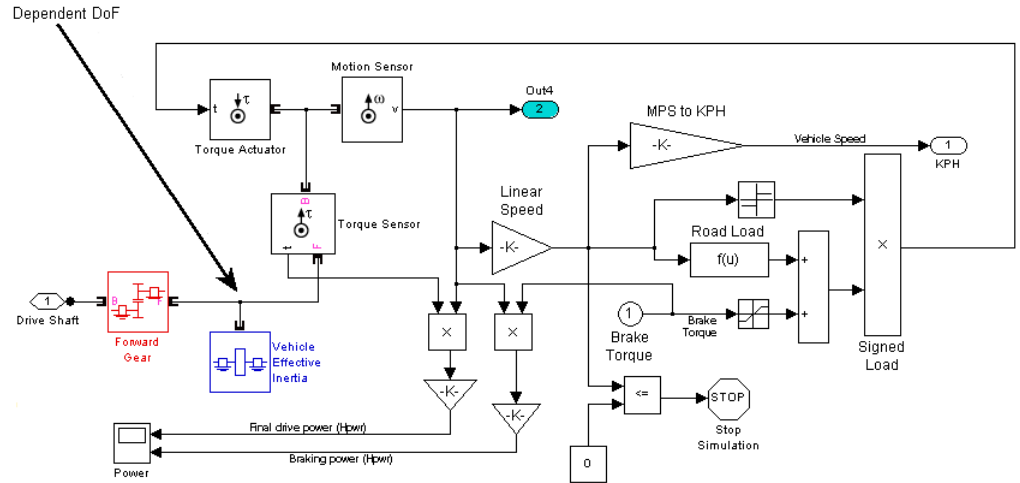 Dependent DoF
Motion Sensor
τ
t
Torque Actuator
ω
v
Out4
2
MPS to KPH
-K-
Vehicle Speed
1
KPH
B
τ
t
F
Torque Sensor
Linear
Speed
-K-
Road Load
f(u)
+
+
×
Signed
Load
1
Drive Shaft
B
F
Forward
Gear
Vehicle
Effective
Inertia
×
×
1
Brake
Torque
Brake
Torque
-K-
-K-
<=
STOP
Stop
Simulation
0
Final drive power (Hpwr)
Braking power (Hpwr)
Power